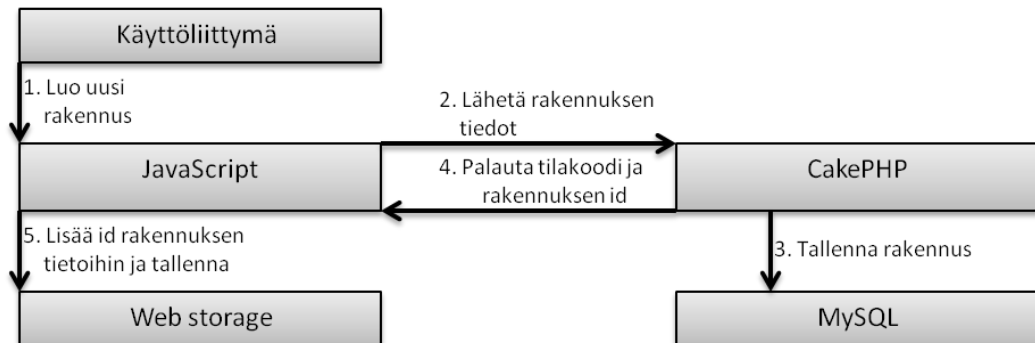 Käyttöliittymä
1. Luo uusi
rakennus
2. Lähetä rakennuksen
tiedot
JavaScript
4. Palauta tilakoodi ja
rakennuksen id
CakePHP
5. Lisää id rakennuksen
tietoihin ja tallenna
3. Tallenna rakennus
Web storage
MySQL